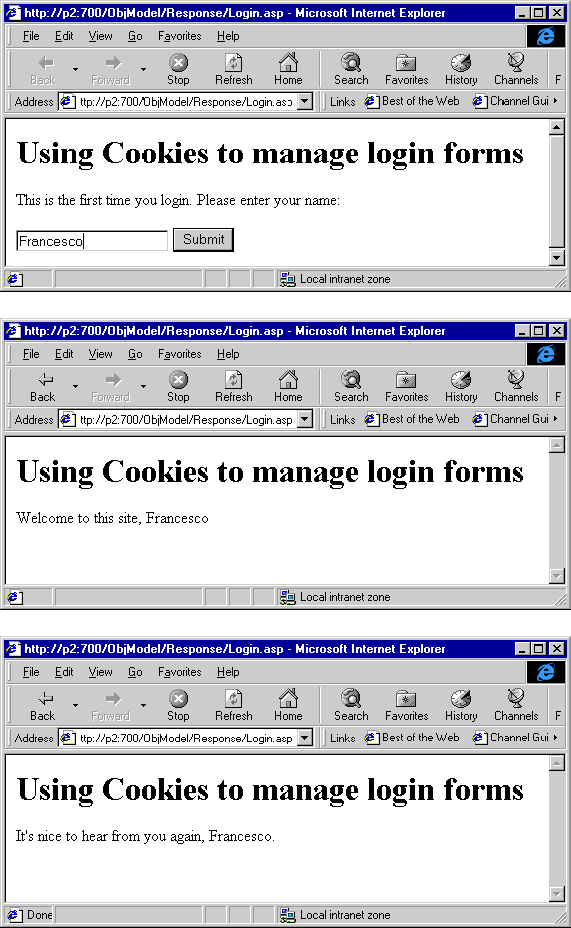 http://p2:700/ObjModel/Response/Login.asp - Microsoft Internet Explorer
File Edit View Go Favorites Help
Back Forward Stop Refresh Home Search Favorites History Channels F
Address ttp://p2:700/ObjModel/Response/Login.asp Links Best of the Web Channel Gui
Using Cookies to manage login forms
This is the first time you login. Please enter your name:
Francesco Submit
Local intranet zone
http://p2:700/ObjModel/Response/Login.asp - Microsoft Internet Explorer
File Edit View Go Favorites Help
Back Forward Stop Refresh Home Search Favorites History Channels F
Address ttp://p2:700/ObjModel/Response/Login.asp Links Best of the Web Channel Gui
Using Cookies to manage login forms
Welcome to this site, Francesco
Local intranet zone
http://p2:700/ObjModel/Response/Login.asp - Microsoft Internet Explorer
File Edit View Go Favorites Help
Back Forward Stop Refresh Home Search Favorites History Channels F
Address ttp://p2:700/ObjModel/Response/Login.asp Links Best of the Web Channel Gui
Using Cookies to manage login forms
It's nice to hear from you again, Francesco.
Done Local intranet zone